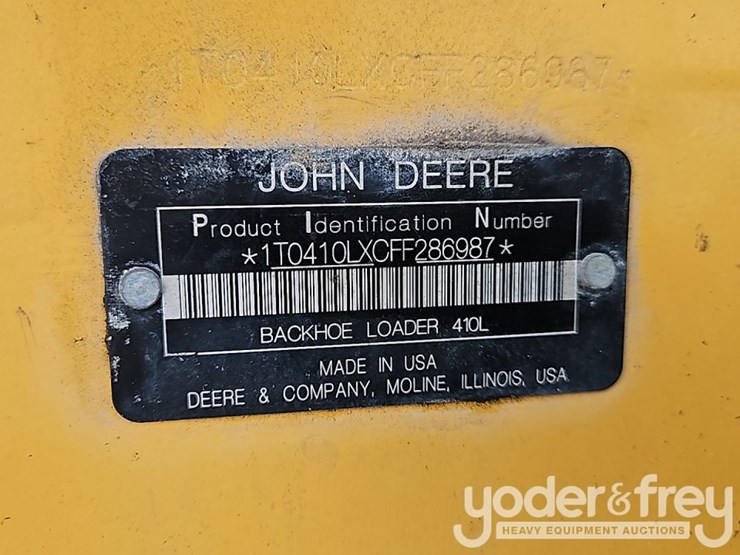 *1T0410LXCFF286987*
JOHN DEERE
Product Identification Number
*1T0410LXCFF286987*
BACKHOE LOADER 410L
MADE IN USA
DEERE & COMPANY, MOLINE, ILLINOIS, USA
yoder&frey
HEAVY EQUIPMENT AUCTIONS